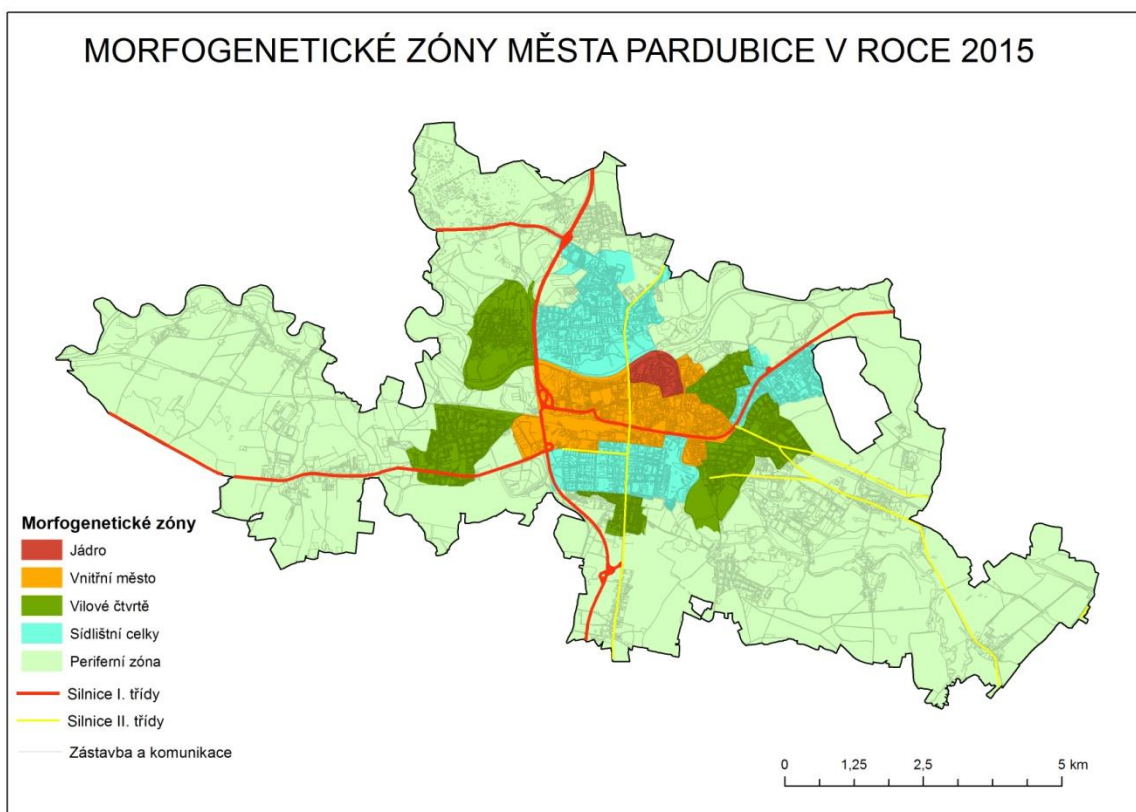 MORFOGENETICKÉ ZÓNY MĚSTA PARDUBICE V ROCE 2015
Morfogenetické zóny
Jádro
Vnitřní město
Vilové čtvrtě
Sídlištní celky
Periferní zóna
Silnice I. třídy
Silnice II. třídy
Zástavba a komunikace
0 1,25 2,5 5 km